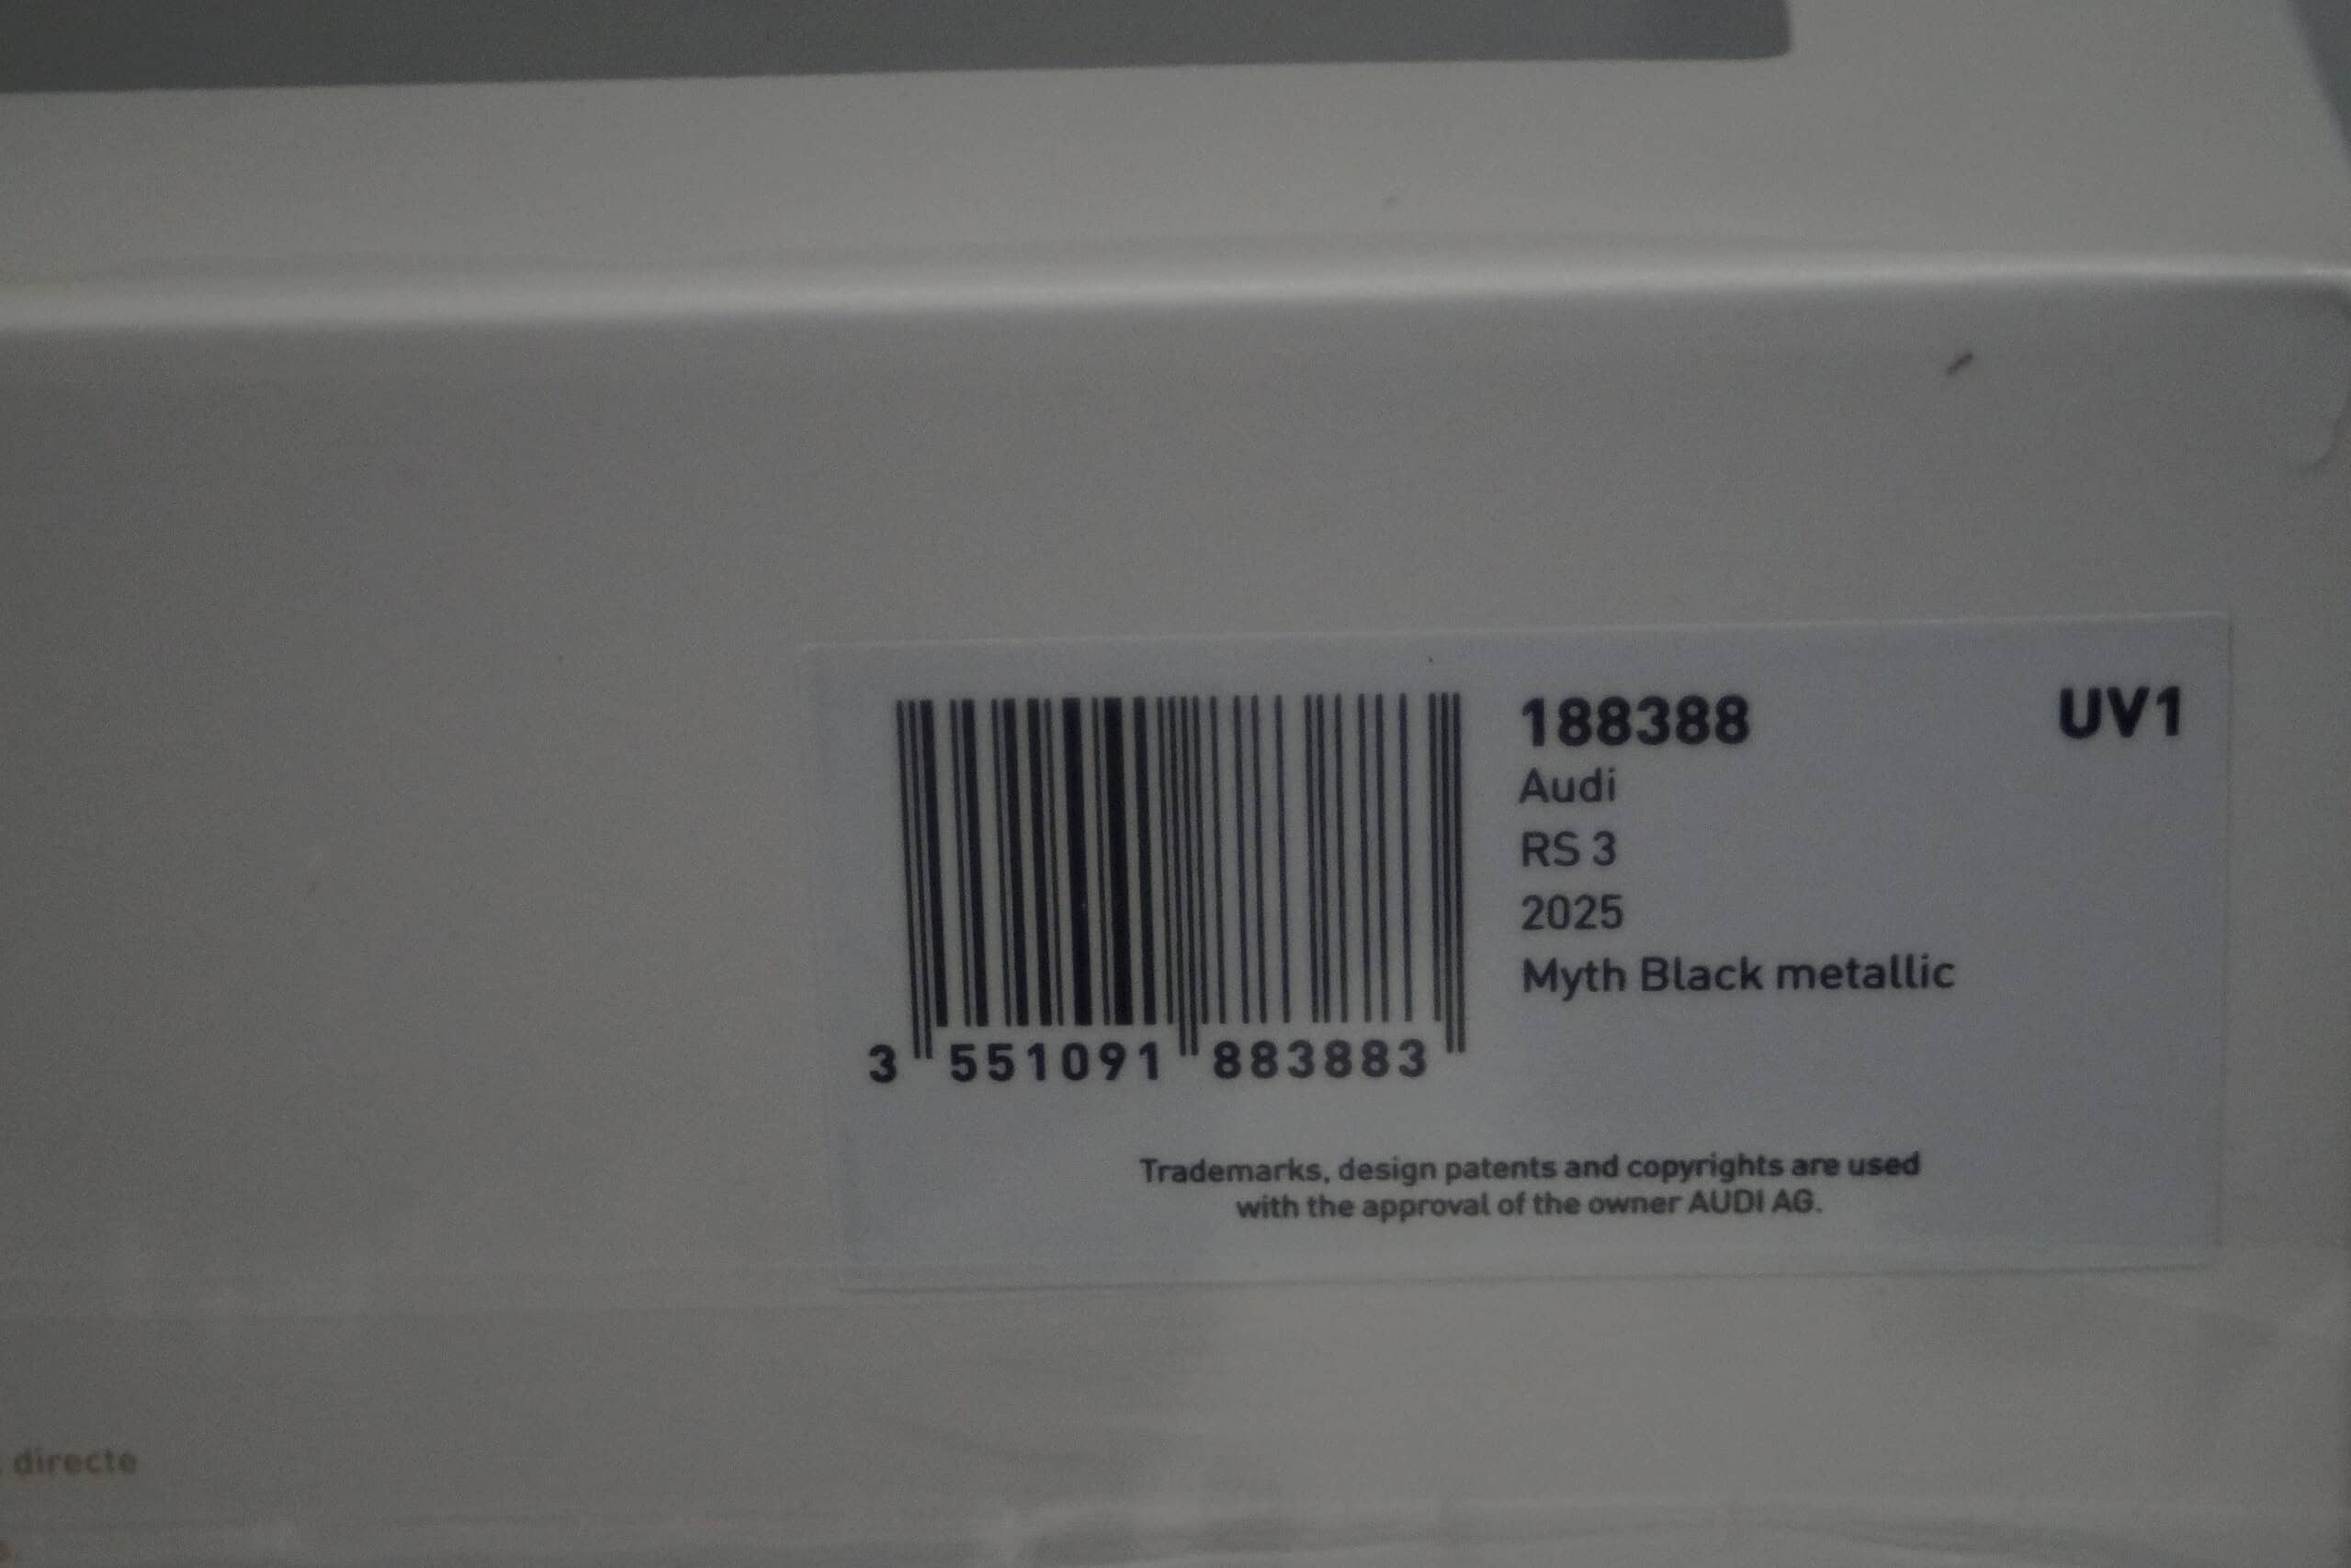 188388 UV1
Audi
RS 3
2025
Myth Black metallic
3 551091 883883
Trademarks, design patents and copyrights are used
with the approval of the owner AUDI AG.
directe